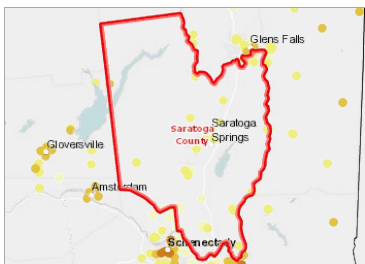 Glens Falls
Saratoga
County
Saratoga
Springs
Gloversville
Amsterdam
Schenectady